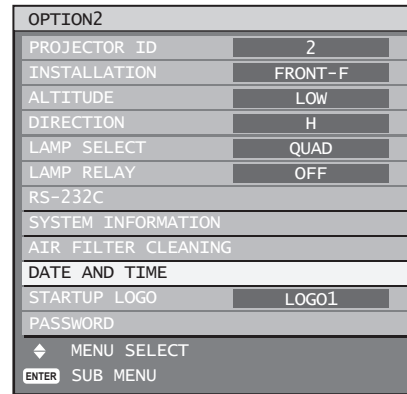 OPTION2
PROJECTOR ID 2
INSTALLATION FRONT-F
ALTITUDE LOW
DIRECTION H
LAMP SELECT QUAD
LAMP RELAY OFF
RS-232C
SYSTEM INFORMATION
AIR FILTER CLEANING
DATE AND TIME
STARTUP LOGO LOGO1
PASSWORD
MENU SELECT
ENTER SUB MENU